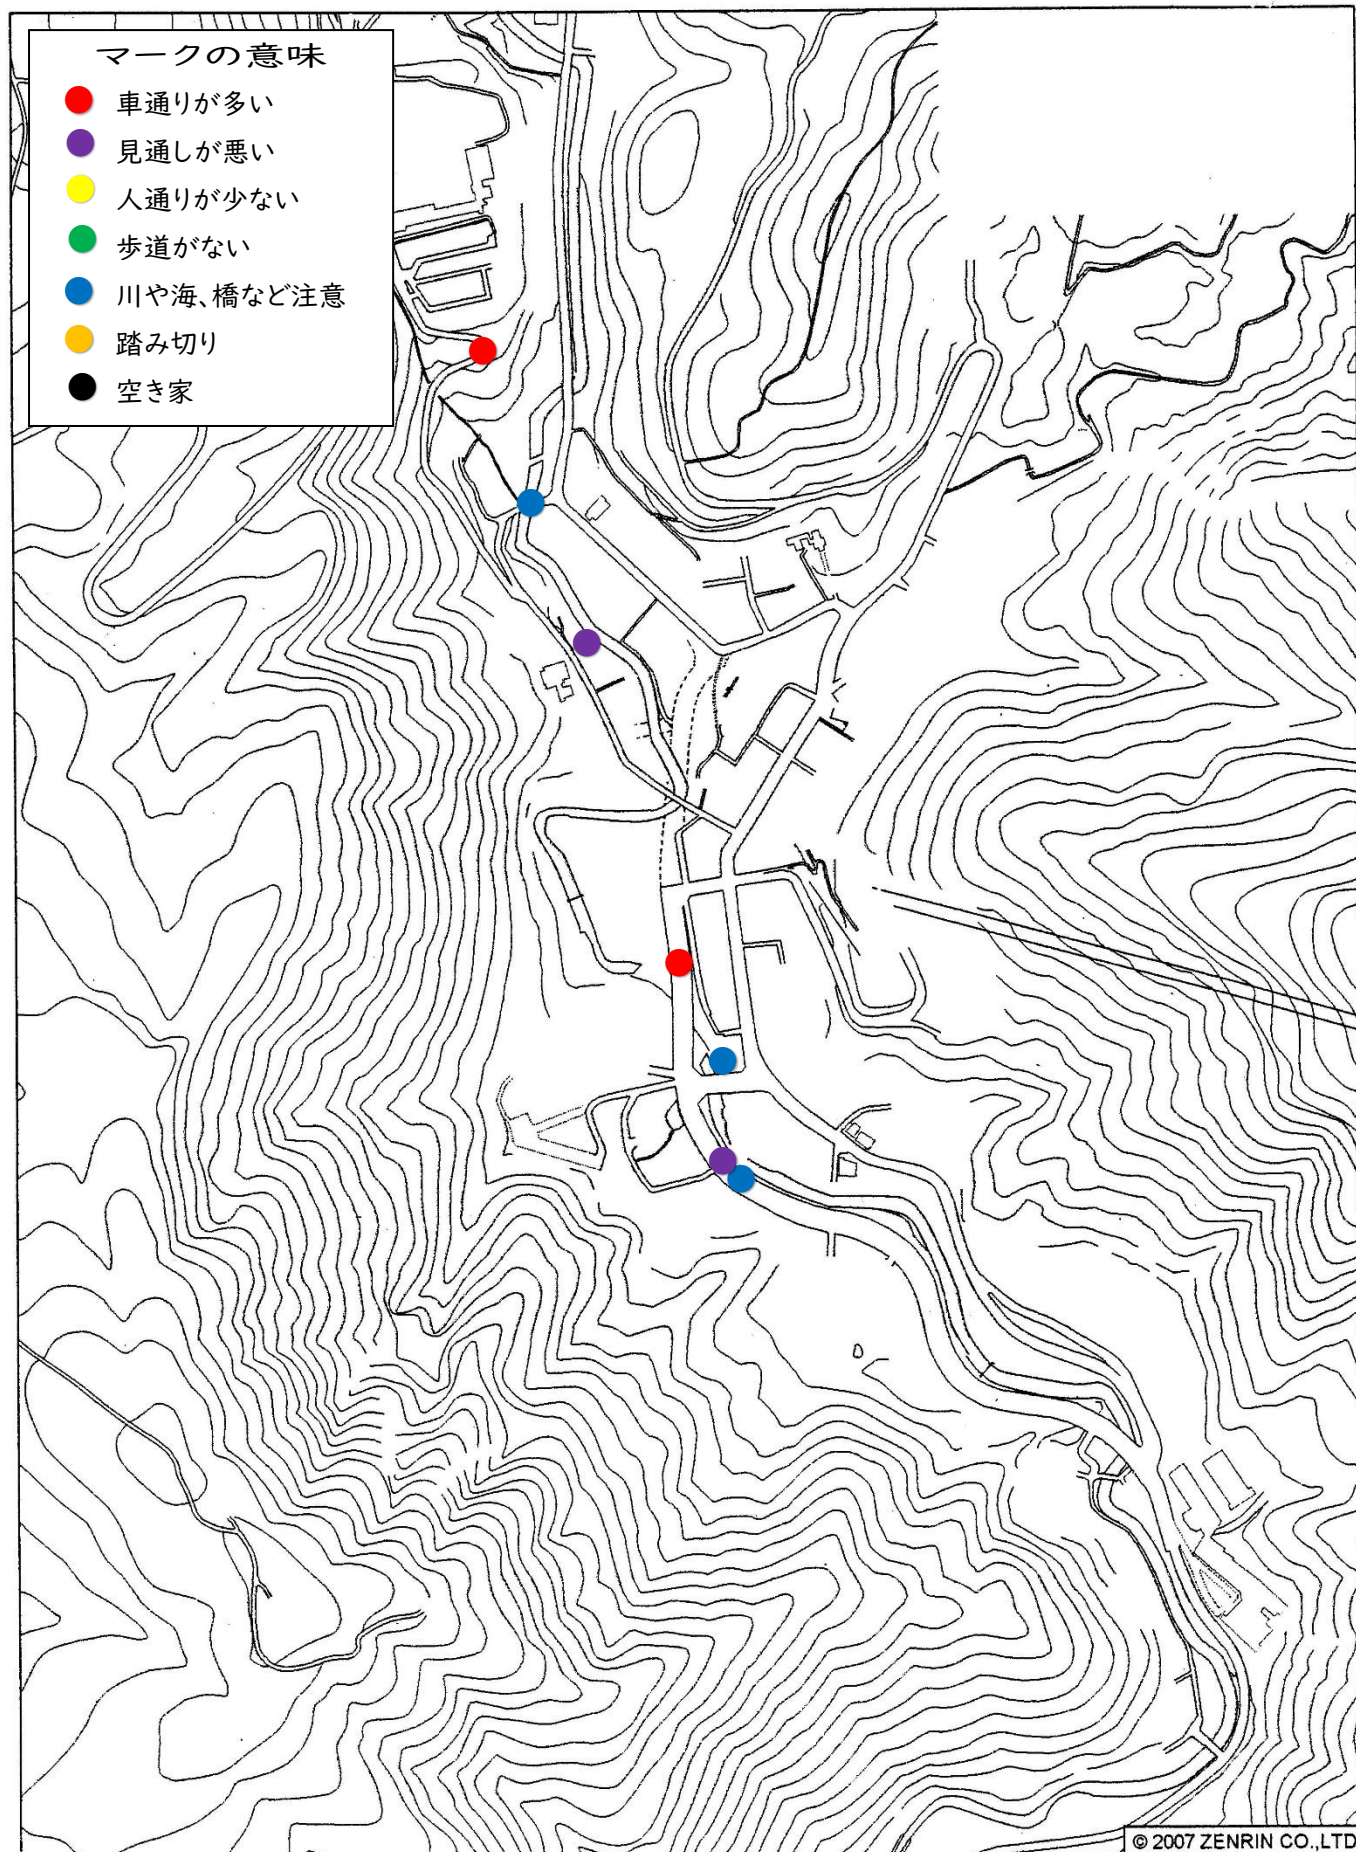 マークの意味
車通りが多い
見通しが悪い
人通りが少ない
歩道がない
川や海、橋など注意
踏み切り
空き家
© 2007 ZENRIN CO.,LTD